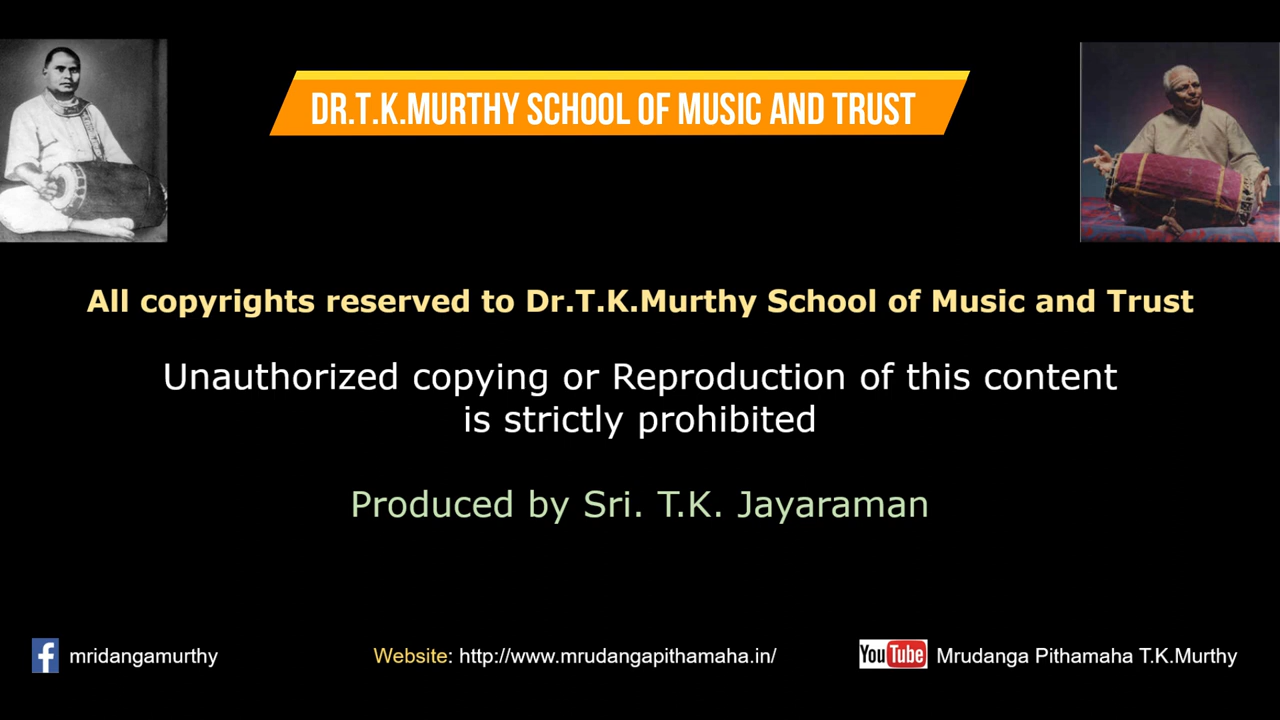 DR.T.K.MURTHY SCHOOL OF MUSIC AND TRUST
All copyrights reserved to Dr.T.K.Murthy School of Music and Trust
Unauthorized copying or Reproduction of this content
is strictly prohibited
Produced by Sri. T.K. Jayaraman
f mridangamurthy
Website: http://www.mrudangapithamaha.in/
YouTube Mrudanga Pithamaha T.K.Murthy